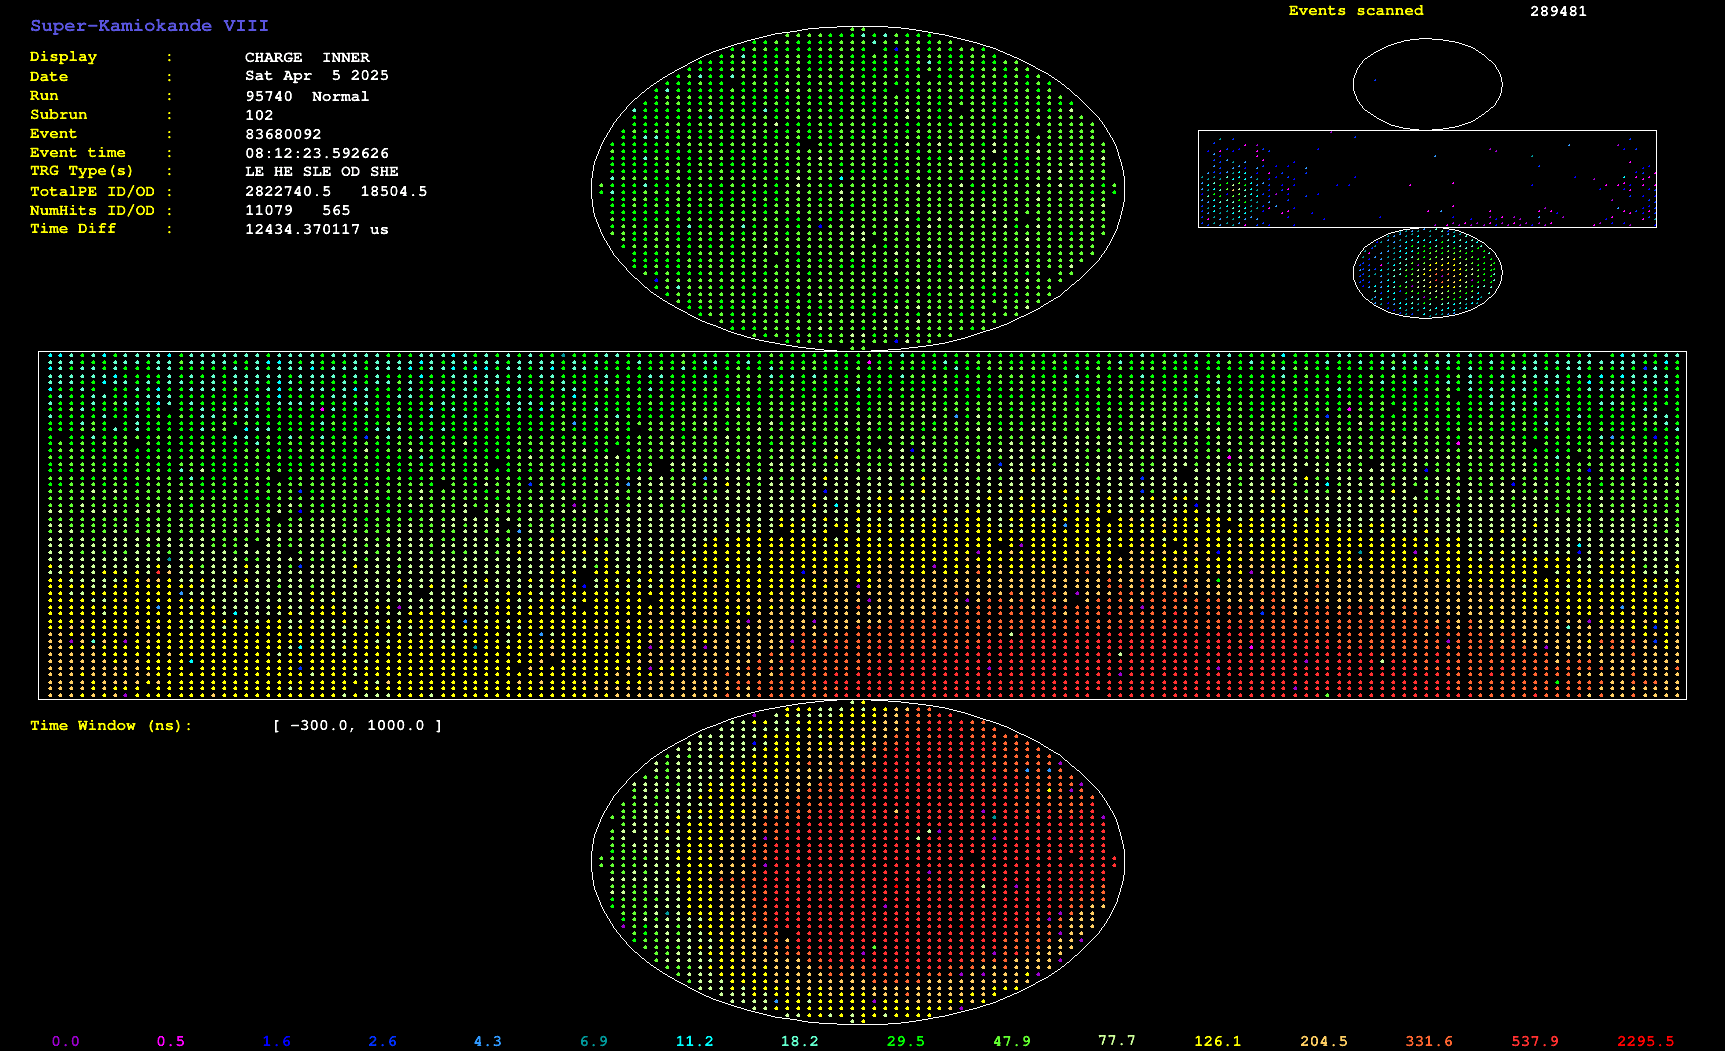 Super-Kamiokande VIII
Events scanned 289481
Display : CHARGE INNER
Date : Sat Apr 5 2025
Run : 95740 Normal
Subrun : 102
Event : 83680092
Event time : 08:12:23.592626
TRG Type(s) : LE HE SLE OD SHE
TotalPE ID/OD : 2822740.5 18504.5
NumHits ID/OD : 11079 565
Time Diff : 12434.370117 us
Time Window (ns): [ -300.0, 1000.0 ]
0.0 0.5 1.6 2.6 4.3 6.9 11.2 18.2 29.5 47.9 77.7 126.1 204.5 331.6 537.9 2295.5